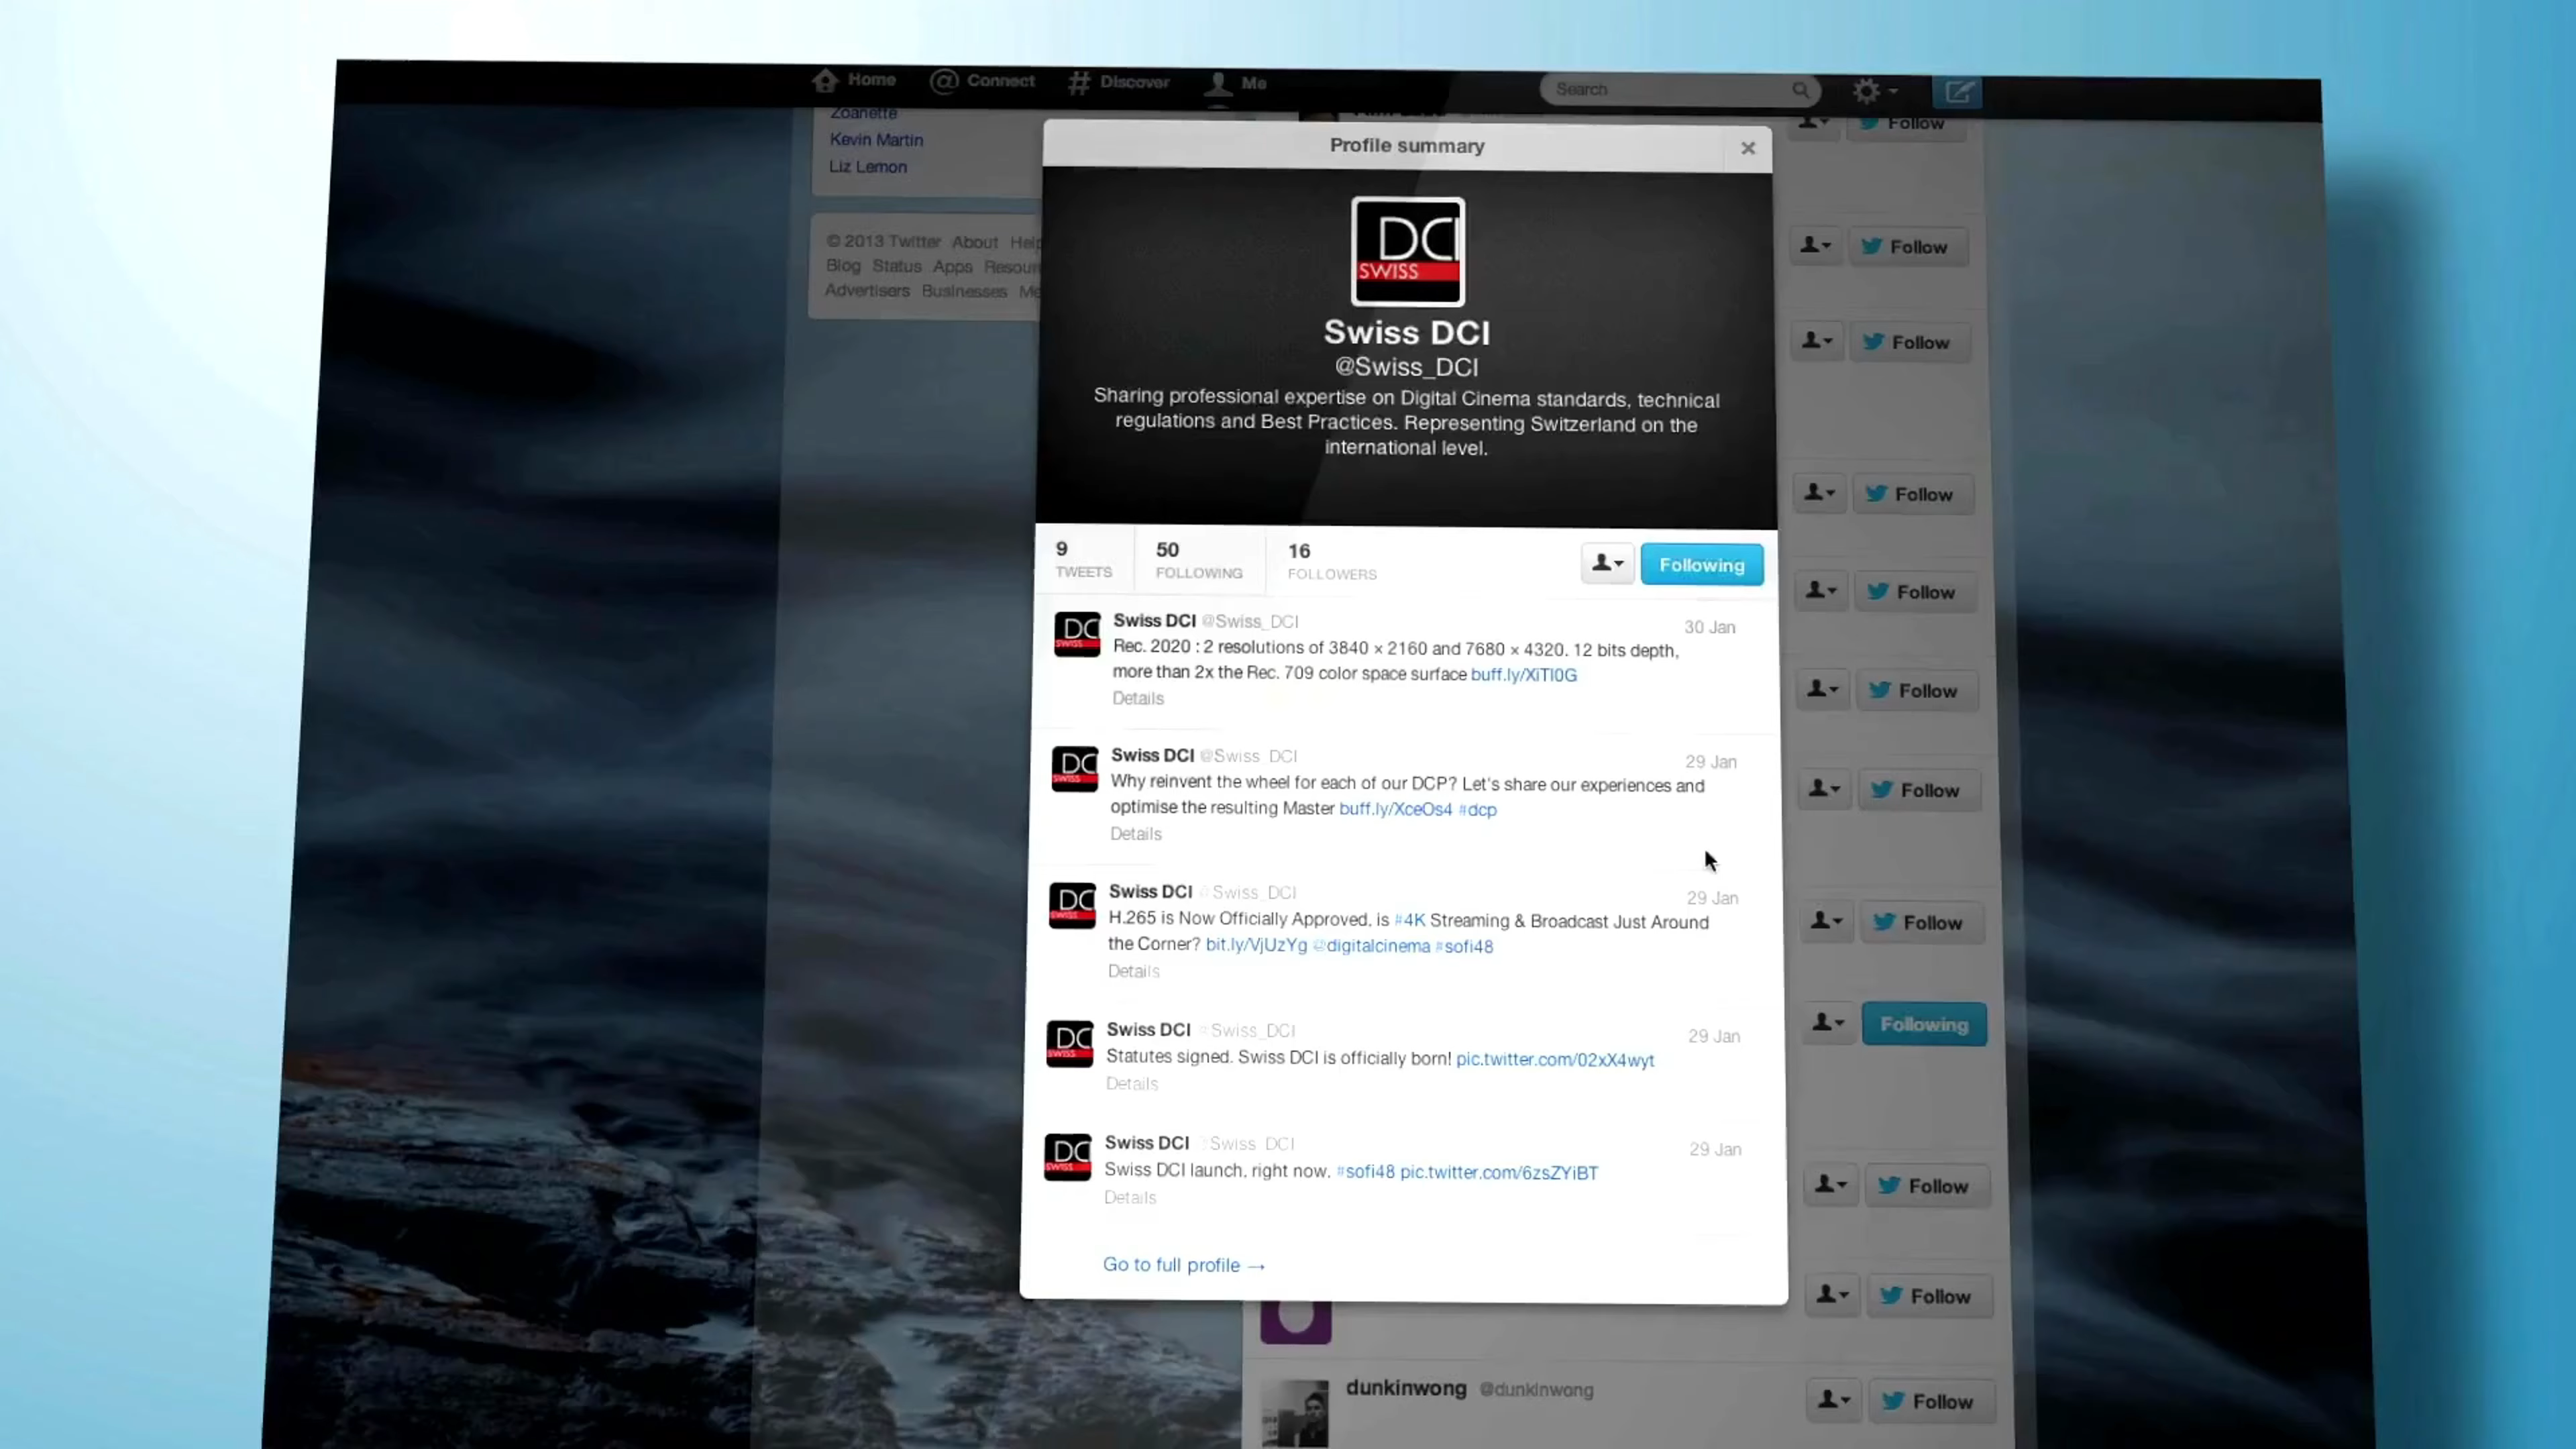 Home
Connect
Discover
Me
Search
Zoanette
Kevin Martin
Liz Lemon
© 2013 Twitter About Help
Blog Status Apps
Advertisers Businesses
Profile summary
DCI
SWISS
Swiss DCI
@Swiss_DCI
Sharing professional expertise on Digital Cinema standards, technical
regulations and Best Practices. Representing Switzerland on the
international level.
9
TWEETS
50
FOLLOWING
16
FOLLOWERS
Following
Swiss DCI @Swiss_DCI
30 Jan
Rec. 2020 : 2 resolutions of 3840 × 2160 and 7680 × 4320. 12 bits depth,
more than 2x the Rec. 709 color space surface buff.ly/XiTI0G
Details
Swiss DCI @Swiss_DCI
29 Jan
Why reinvent the wheel for each of our DCP? Let's share our experiences and
optimise the resulting Master buff.ly/XceOs4 #dcp
Details
Swiss DCI @Swiss_DCI
29 Jan
H.265 is Now Officially Approved, is #4K Streaming & Broadcast Just Around
the Corner? bit.ly/VjUzYg @digitalcinema #sofi48
Details
Swiss DCI @Swiss_DCI
29 Jan
Statutes signed. Swiss DCI is officially born! pic.twitter.com/02xX4wyt
Details
Swiss DCI @Swiss_DCI
29 Jan
Swiss DCI launch, right now. #sofi48 pic.twitter.com/6zsZYiBT
Details
Go to full profile →
Follow
Follow
Follow
Follow
Follow
Follow
Follow
Follow
Following
Follow
Follow
dunkinwong @dunkinwong
Follow